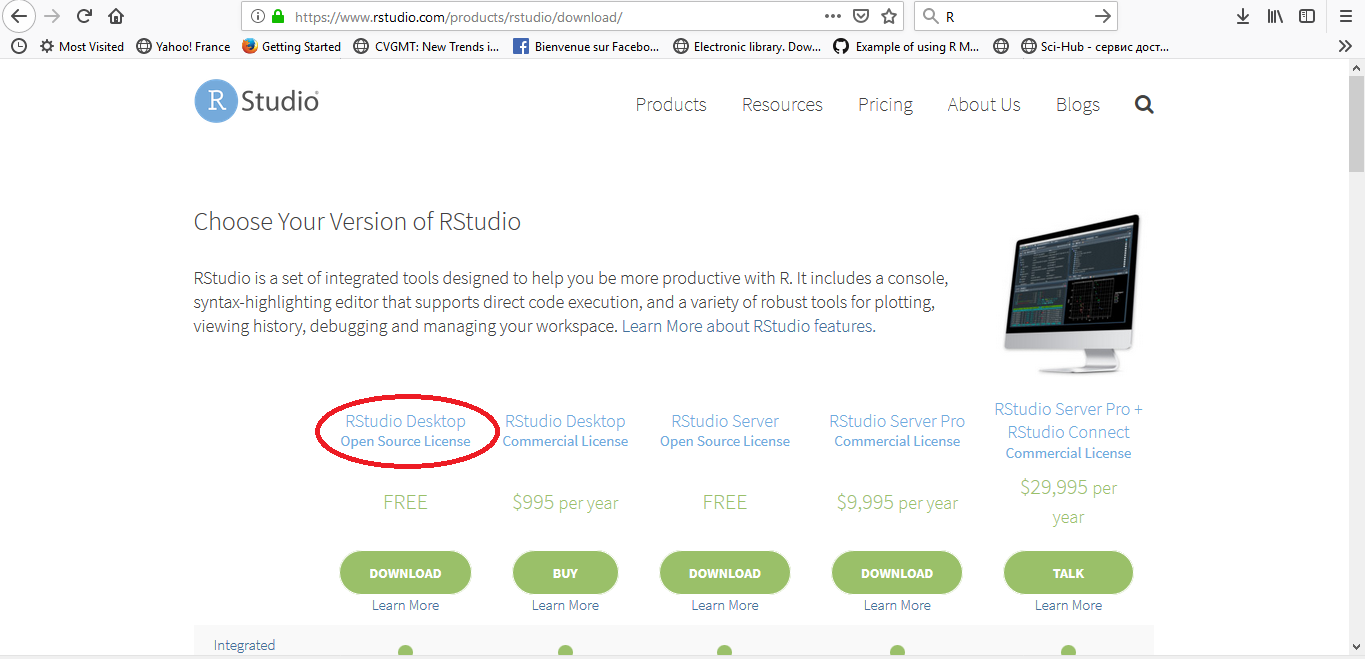 https://www.rstudio.com/products/rstudio/download/
R
Most Visited
Yahoo! France
Getting Started
CVGMT: New Trends i...
Bienvenue sur Facebo...
Electronic library. Dow...
Example of using R M...
Sci-Hub - сервис дост...
R Studio®
Products
Resources
Pricing
About Us
Blogs
Choose Your Version of RStudio
RStudio is a set of integrated tools designed to help you be more productive with R. It includes a console,
syntax-highlighting editor that supports direct code execution, and a variety of robust tools for plotting,
viewing history, debugging and managing your workspace. Learn More about RStudio features.
RStudio Desktop
Open Source License
FREE
DOWNLOAD
Learn More
RStudio Desktop
Commercial License
$995 per year
BUY
Learn More
RStudio Server
Open Source License
FREE
DOWNLOAD
Learn More
RStudio Server Pro
Commercial License
$9,995 per year
DOWNLOAD
Learn More
RStudio Server Pro +
RStudio Connect
Commercial License
$29,995 per
year
TALK
Learn More
Integrated